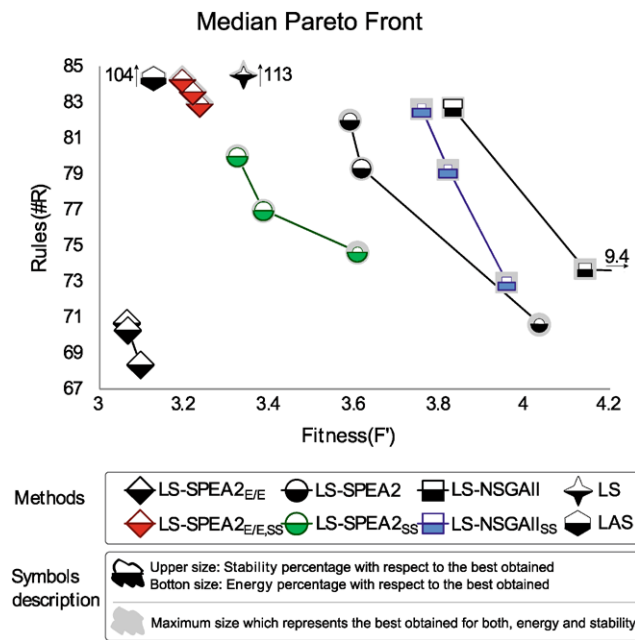 Median Pareto Front
Rules(#R)
85
83
81
79
77
75
73
71
69
67
104
113
9.4
3
3.2
3.4
3.6
3.8
4
4.2
Fitness(F')
Methods
LS-SPEA2E/E
LS-SPEA2
LS-NSGAII
LS
LS-SPEA2E/E,SS
LS-SPEA2SS
LS-NSGAIISS
LAS
Symbols description
Upper size: Stability percentage with respect to the best obtained
Botton size: Energy percentage with respect to the best obtained
Maximum size which represents the best obtained for both, energy and stability